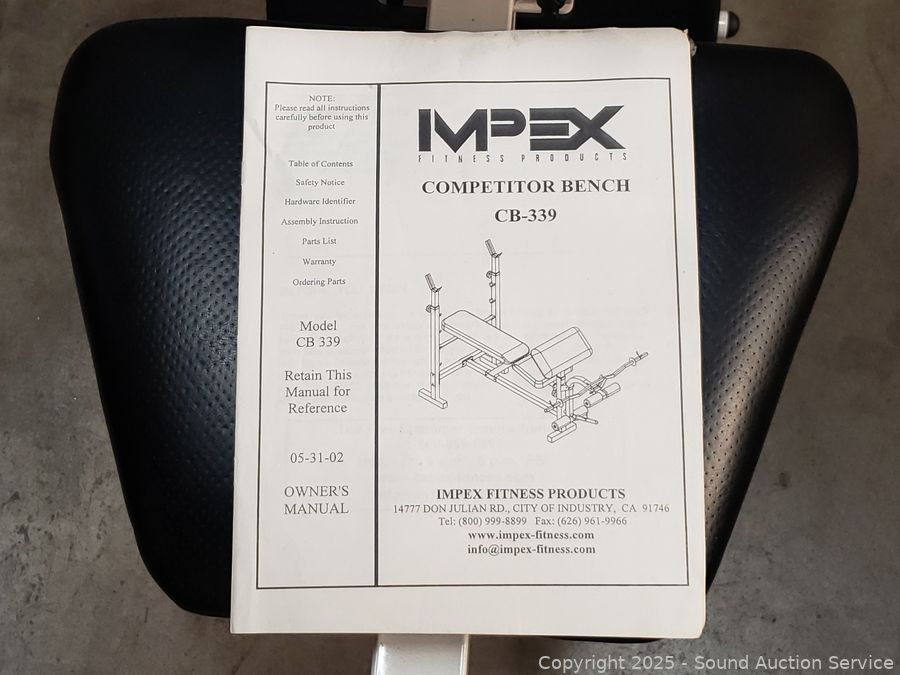 NOTE:
Please read all instructions
carefully before using this
product
Table of Contents
Safety Notice
Hardware Identifier
Assembly Instruction
Parts List
Warranty
Ordering Parts
Model
CB 339
Retain This
Manual for
Reference
05-31-02
OWNER'S
MANUAL
IMPEX
FITNESS PRODUCTS
COMPETITOR BENCH
CB-339
IMPEX FITNESS PRODUCTS
14777 DON JULIAN RD., CITY OF INDUSTRY, CA 91746
Tel: (800) 999-8899 Fax: (626) 961-9966
www.impex-fitness.com
info@impex-fitness.com
Copyright 2025 - Sound Auction Service